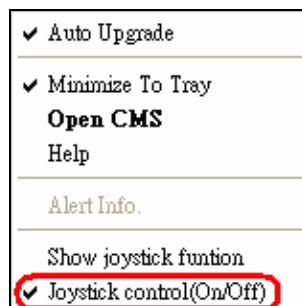 Auto Upgrade
Minimize To Tray
Open CMS
Help
Alert Info.
Show joystick funtion
Joystick control(On/Off)